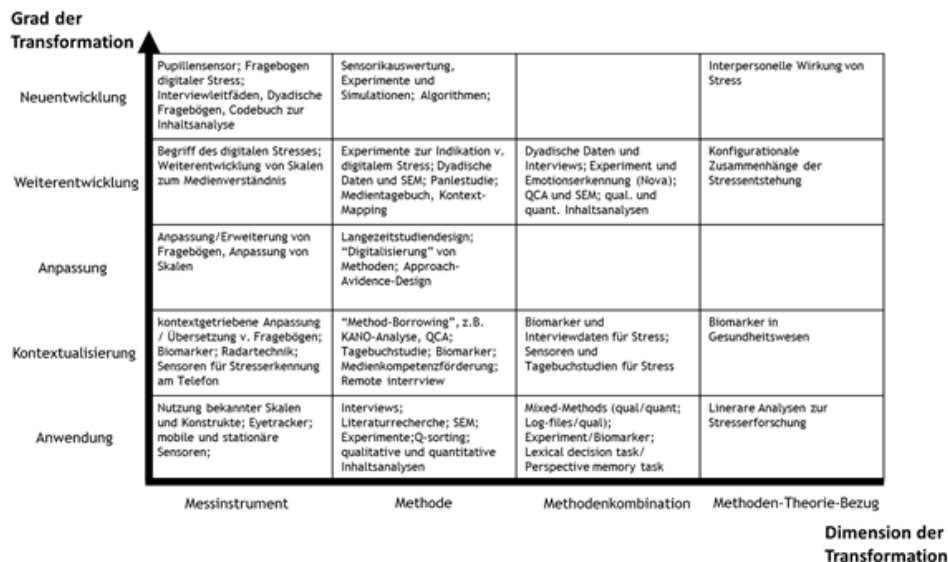 Grad der
Transformation
Neuentwicklung
Pupillensensor; Fragebogen
digitaler Stress;
Interviewleitfäden, Dyadische
Fragebögen, Codebuch zur
Inhaltsanalyse
Sensorikauswertung,
Experimente und
Simulationen; Algorithmen;
Interpersonelle Wirkung von
Stress
Weiterentwicklung
Begriff des digitalen Stresses;
Weiterentwicklung von Skalen
zum Medienverständnis
Experimente zur Indikation v.
digitalem Stress; Dyadische
Daten und SEM; Panlestudie;
Medientagebuch, Kontext-
Mapping
Dyadische Daten und
Interviews; Experiment und
Emotionserkennung (Nova);
QCA und SEM; qual. und
quant. Inhaltsanalysen
Konfigurationale
Zusammenhänge der
Stressentstehung
Anpassung
Anpassung/Erweiterung von
Fragebögen, Anpassung von
Skalen
Langezeitstudiendesign;
"Digitalisierung" von
Methoden; Approach-
Avidence-Design
Kontextualisierung
kontextgetriebene Anpassung
/ Übersetzung v. Fragebögen;
Biomarker; Radartechnik;
Sensoren für Stresserkennung
am Telefon
"Method-Borrowing", z.B.
KANO-Analyse, QCA;
Tagebuchstudie; Biomarker;
Medienkompetenzförderung;
Remote interrview
Biomarker und
Interviewdaten für Stress;
Sensoren und
Tagebuchstudien für Stress
Biomarker in
Gesundheitswesen
Anwendung
Nutzung bekannter Skalen
und Konstrukte; Eyetracker;
mobile und stationäre
Sensoren;
Interviews;
Literaturrecherche; SEM;
Experimente;Q-sorting;
qualitative und quantitative
Inhaltsanalysen
Mixed-Methods (qual/quant;
Log-files/qual);
Experiment/Biomarker;
Lexical decision task/
Perspective memory task
Linerare Analysen zur
Stresserforschung
Messinstrument
Methode
Methodenkombination
Methoden-Theorie-Bezug
Dimension der
Transformation